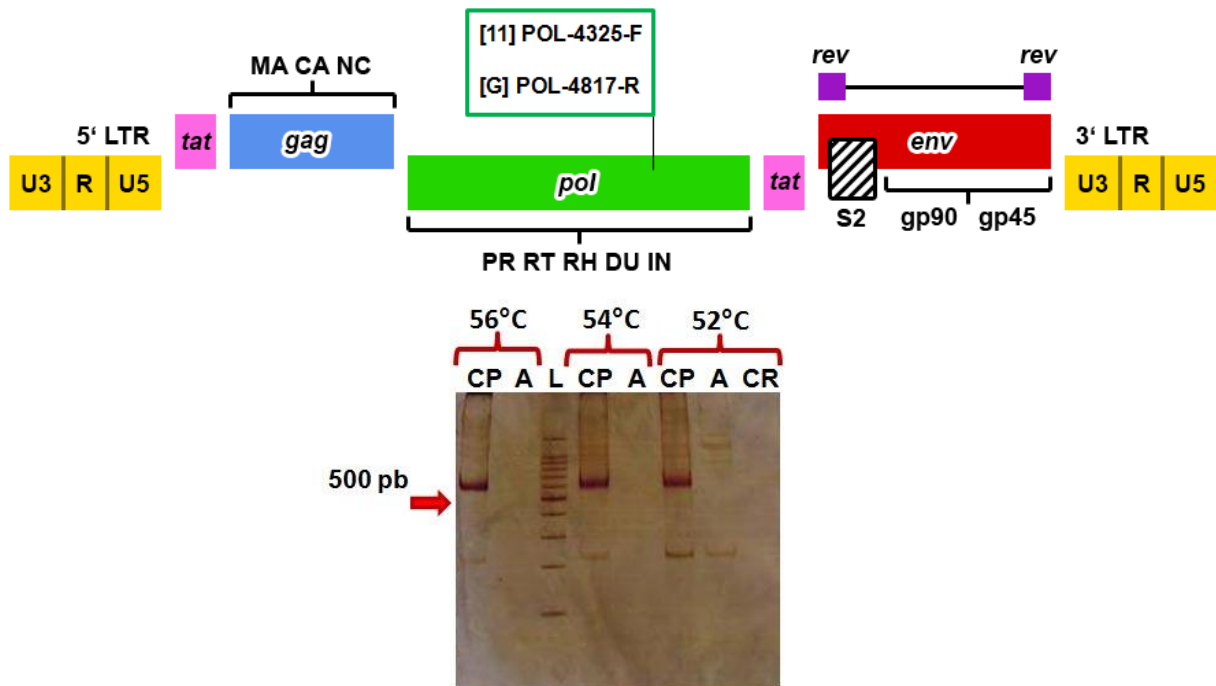 [11] POL-4325-F
[G] POL-4817-R
MA CA NC
rev rev
5‘ LTR tat gag env 3‘ LTR
U3 R U5 pol tat U3 R U5
S2 gp90 gp45
PR RT RH DU IN
56°C 54°C 52°C
CP A L CP A CP A CR
500 pb